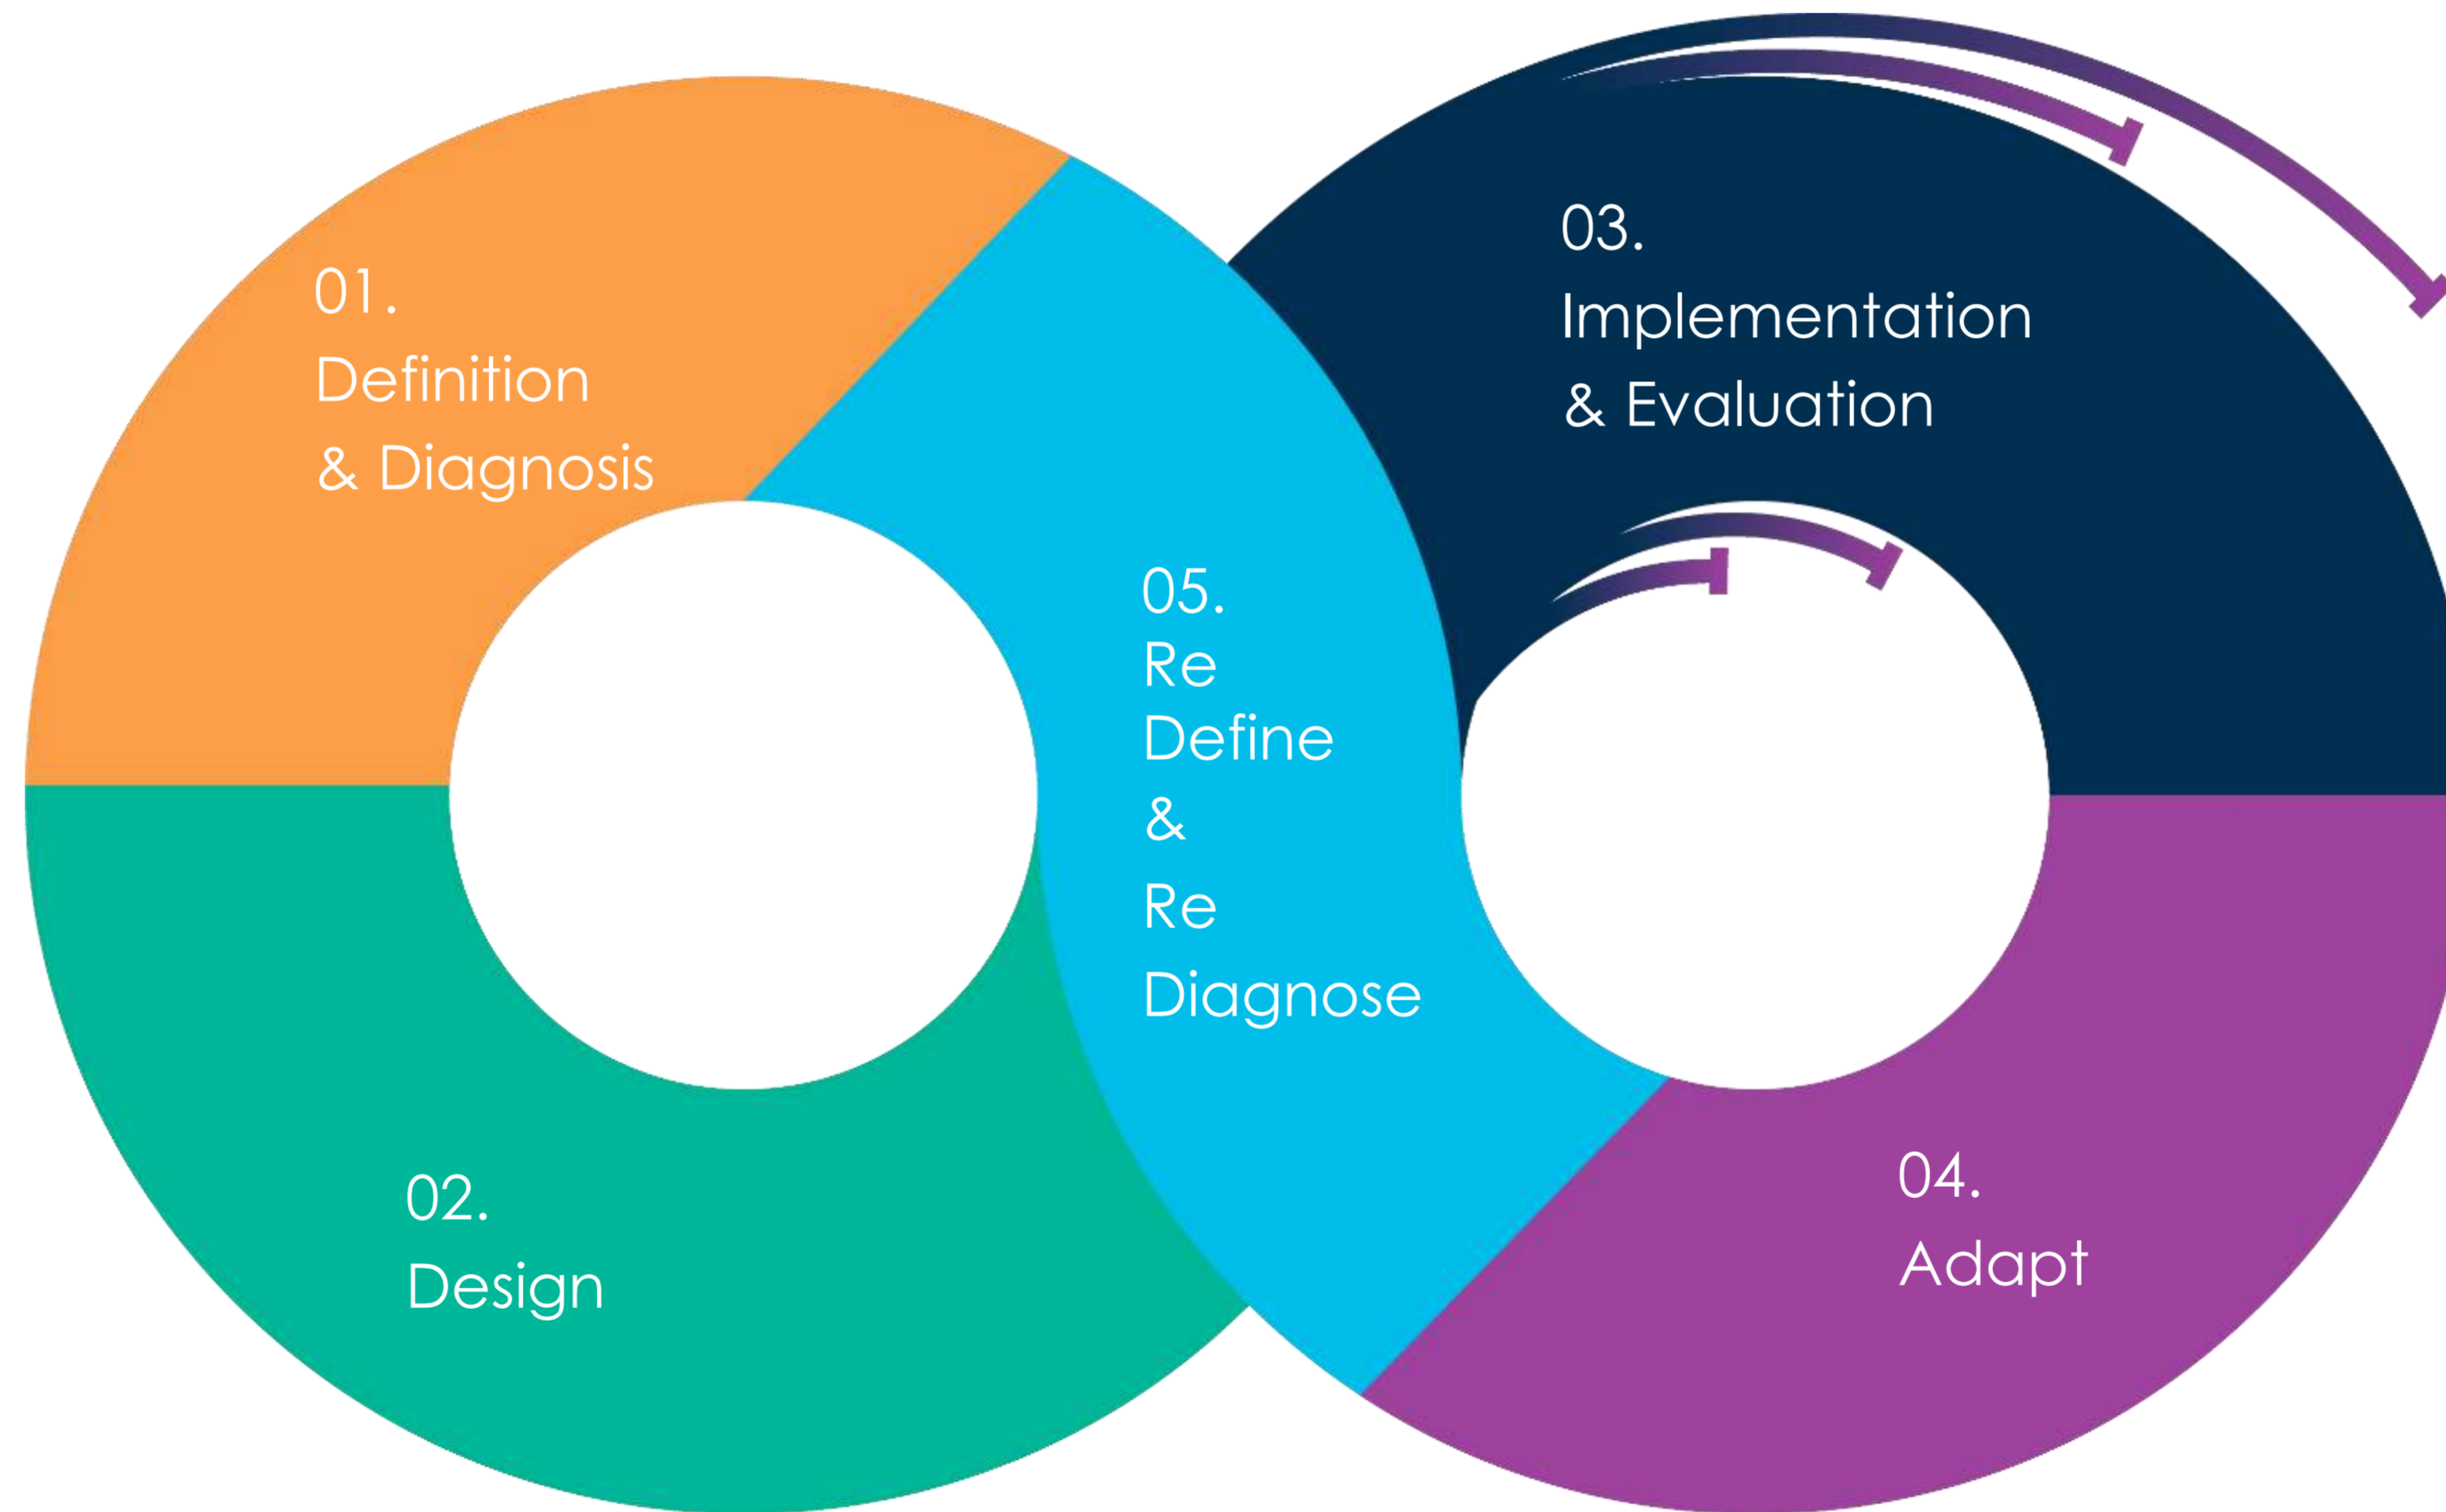 01.
Definition
& Diagnosis
02.
Design
03.
Implementation
& Evaluation
04.
Adapt
05.
Re
Define
&
Re
Diagnose